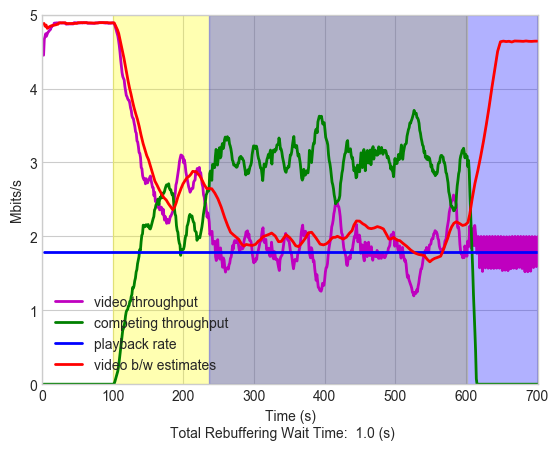 5
4
3
2
1
0
Mbits/s
video throughput
competing throughput
playback rate
video b/w estimates
0 100 200 300 400 500 600 700
Time (s)
Total Rebuffering Wait Time:  1.0 (s)